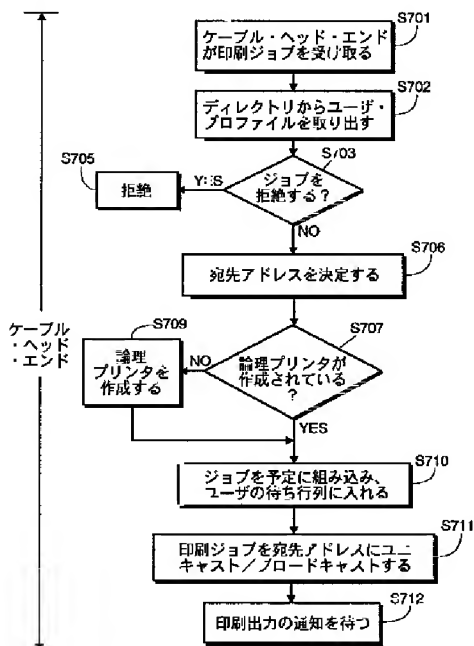 S701
ケーブル・ヘッド・エンド
が印刷ジョブを受け取る
S702
ディレクトリからユーザ・
プロファイルを取り出す
S703
ジョブを
拒絶する？
YES
S705
拒絶
NO
S706
宛先アドレスを決定する
ケーブル
・ヘッド
・エンド
S707
論理プリンタが
作成されている
？
NO
S709
論理
プリンタを
作成する
YES
S710
ジョブを予定に組み込み、
ユーザの待ち行列に入れる
S711
印刷ジョブを宛先アドレスにユニ
キャスト／ブロードキャストする
S712
印刷出力の通知を待つ